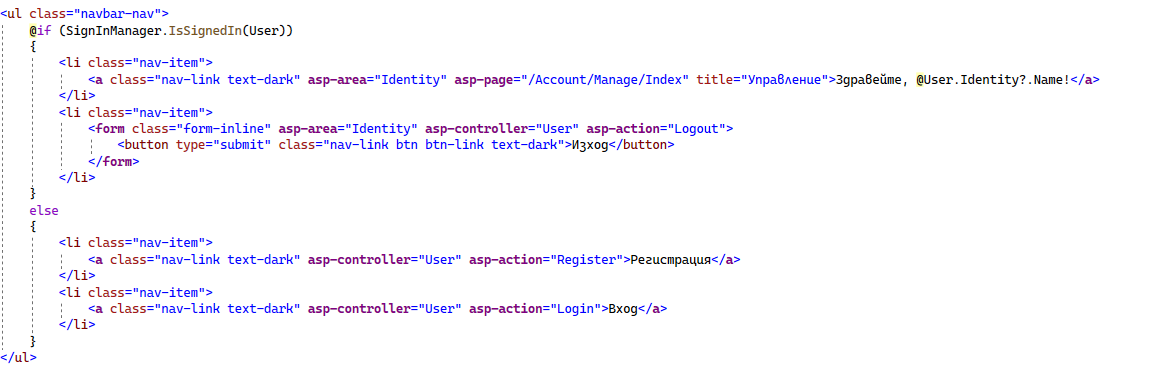 <ul class="navbar-nav">
    @if (SignInManager.IsSignedIn(User))
    {
        <li class="nav-item">
            <a class="nav-link text-dark" asp-area="Identity" asp-page="/Account/Manage/Index" title="Управление">Здравейте, @User.Identity?.Name!</a>
        </li>
        <li class="nav-item">
            <form class="form-inline" asp-area="Identity" asp-controller="User" asp-action="Logout">
                <button type="submit" class="nav-link btn btn-link text-dark">Изход</button>
            </form>
        </li>
    }
    else
    {
        <li class="nav-item">
            <a class="nav-link text-dark" asp-controller="User" asp-action="Register">Регистрация</a>
        </li>
        <li class="nav-item">
            <a class="nav-link text-dark" asp-controller="User" asp-action="Login">Вход</a>
        </li>
    }
</ul>